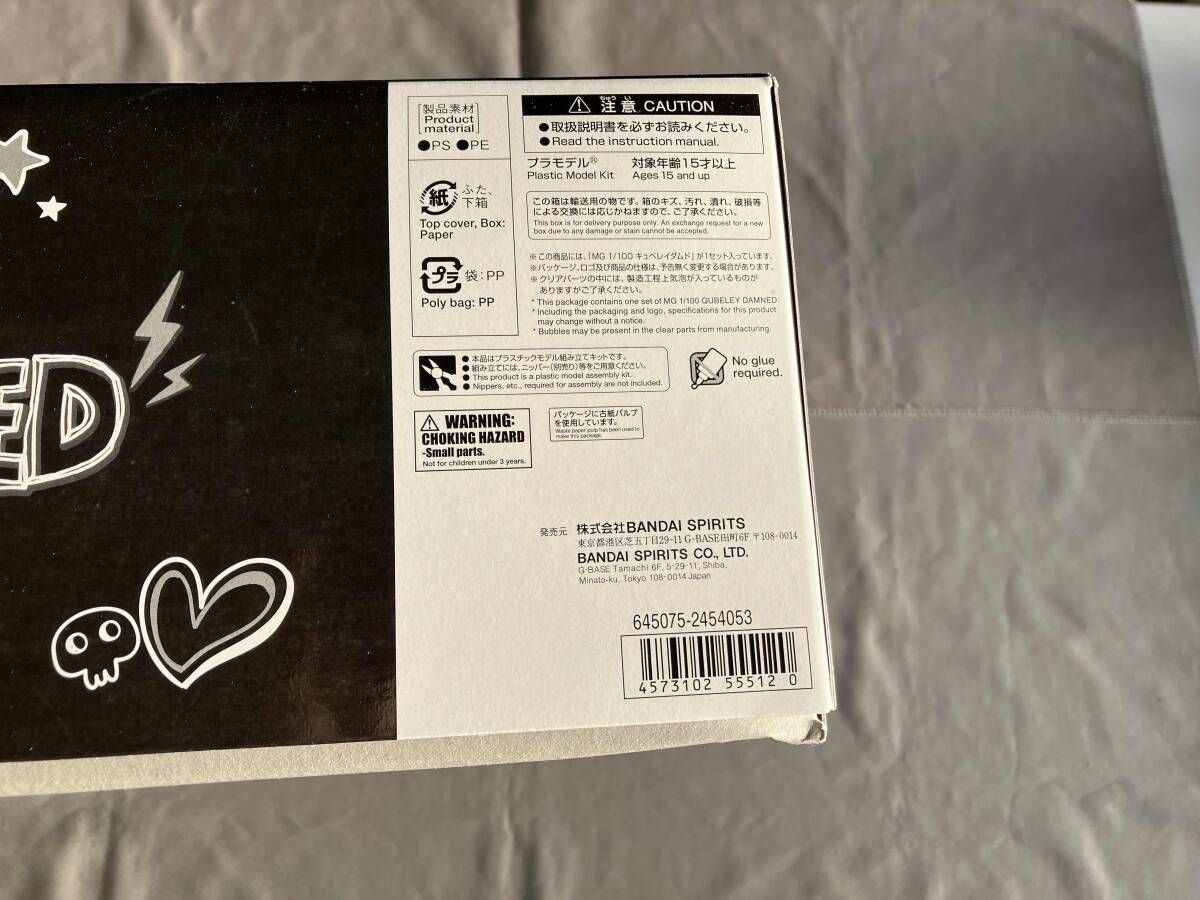 [製品素材]
[Product
material]
●PS ●PE
紙 ふた、
下箱
Top cover, Box:
Paper
プラ 袋:PP
Poly bag: PP
ちゅう い
注意 CAUTION
●取扱説明書を必ずお読みください。
●Read the instruction manual.
プラモデル® 対象年齢15才以上
Plastic Model Kit Ages 15 and up
この箱は輸送用の物です。箱のキズ、汚れ、潰れ、破損等
による交換には応じかねますので、ご了承ください。
This box is for delivery purpose only. An exchange request for a new
box due to any damage or stain cannot be accepted.
※この商品には、「MG 1/100 キュベレイダムド」が1セット入っています。
※パッケージ、ロゴ及び商品の仕様は、予告無く変更する場合があります。
※クリアパーツの中には、製造工程上気泡が入っているものが
ありますがご了承ください。
* This package contains one set of MG 1/100 QUBELEY DAMNED.
* Including the packaging and logo, specifications for this product
may change without a notice.
* Bubbles may be present in the clear parts from manufacturing.
●本品はプラスチックモデル組み立てキットです。
●組み立てには、ニッパー(別売り)等をご用意ください。
●This product is a plastic model assembly kit.
●Nippers, etc., required for assembly are not included.
No glue
required.
WARNING:
CHOKING HAZARD
-Small parts.
Not for children under 3 years.
パッケージに古紙パルプ
を使用しています。
Waste paper pulp has been used to
make this package.
ED
発売元 株式会社BANDAI SPIRITS
東京都港区芝五丁目29-11 G-BASE田町6F 〒108-0014
BANDAI SPIRITS CO., LTD.
G-BASE Tamachi 6F, 5-29-11, Shiba,
Minato-ku, Tokyo 108-0014 Japan
645075-2454053
4573102 555120